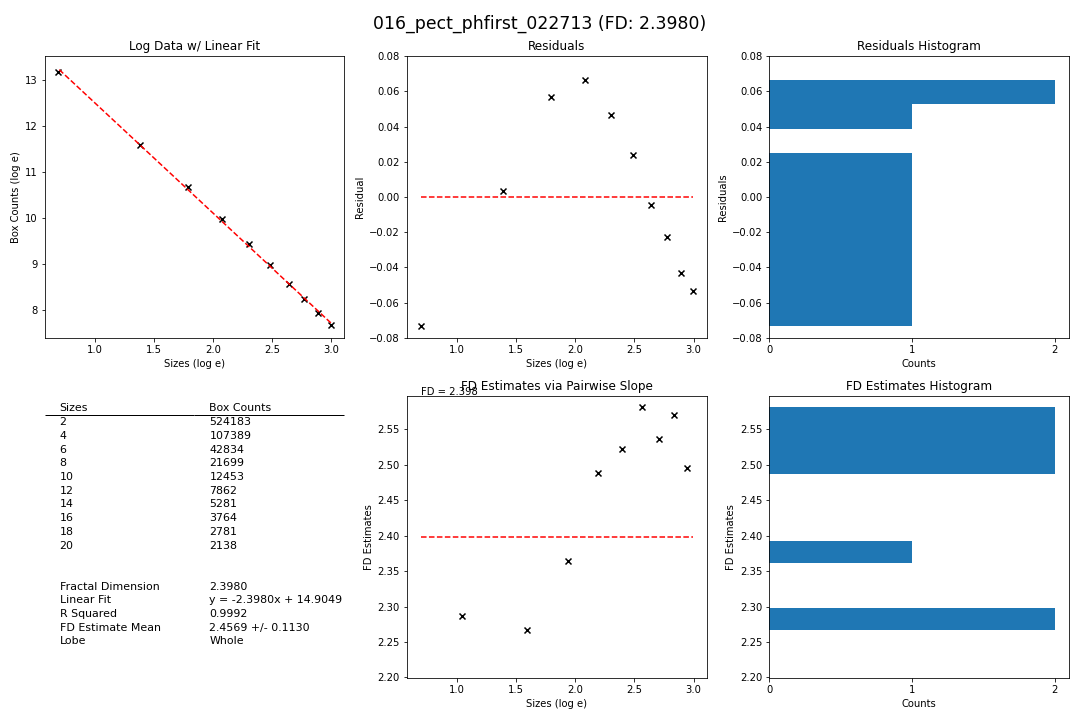 016_pect_phfirst_022713 (FD: 2.3980)
Log Data w/ Linear Fit
Box Counts (log e)
13
12
11
10
9
8
1.0 1.5 2.0 2.5 3.0
Sizes (log e)
Residuals
Residual
0.08
0.06
0.04
0.02
0.00
−0.02
−0.04
−0.06
−0.08
1.0 1.5 2.0 2.5 3.0
Sizes (log e)
Residuals Histogram
Residuals
0.08
0.06
0.04
0.02
0.00
−0.02
−0.04
−0.06
−0.08
0 1 2
Counts
Sizes Box Counts
2 524183
4 107389
6 42834
8 21699
10 12453
12 7862
14 5281
16 3764
18 2781
20 2138
Fractal Dimension 2.3980
Linear Fit y = -2.3980x + 14.9049
R Squared 0.9992
FD Estimate Mean 2.4569 +/- 0.1130
Lobe Whole
FD Estimates via Pairwise Slope
FD = 2.398
FD Estimates
2.55
2.50
2.45
2.40
2.35
2.30
2.25
2.20
1.0 1.5 2.0 2.5 3.0
Sizes (log e)
FD Estimates Histogram
FD Estimates
2.55
2.50
2.45
2.40
2.35
2.30
2.25
2.20
0 1 2
Counts